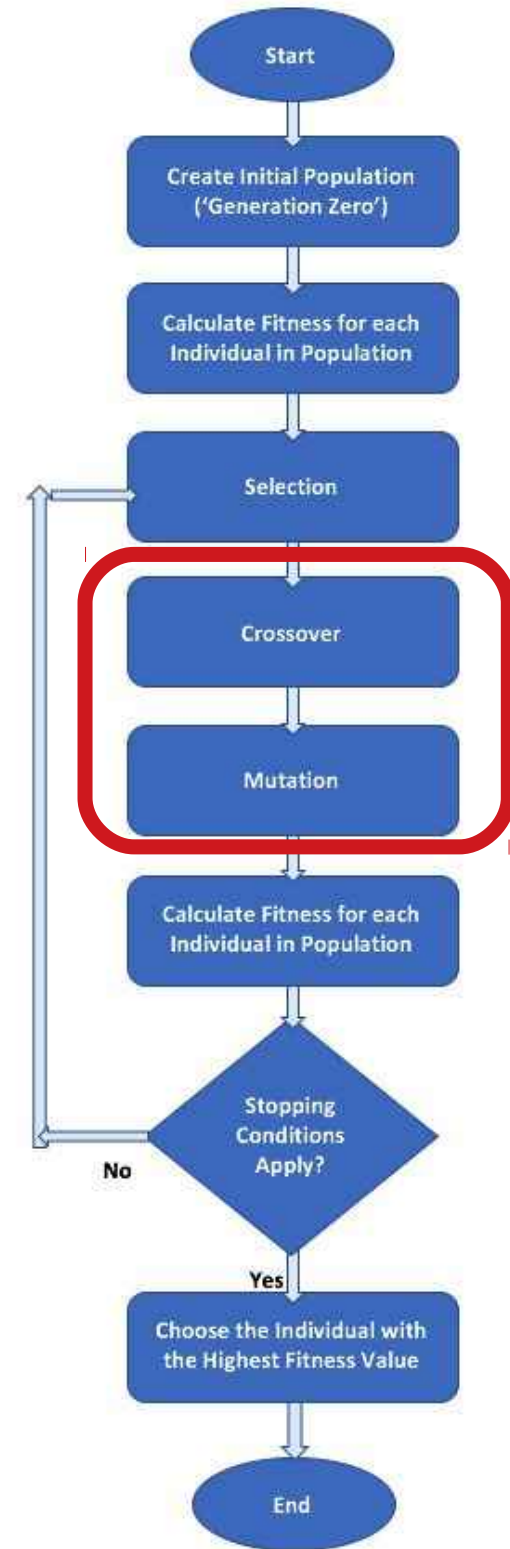 Start
Create Initial Population
(‘Generation Zero’)
Calculate Fitness for each
Individual in Population
Selection
Crossover
Mutation
Calculate Fitness for each
Individual in Population
Stopping
Conditions
Apply?
No
Yes
Choose the Individual with
the Highest Fitness Value
End